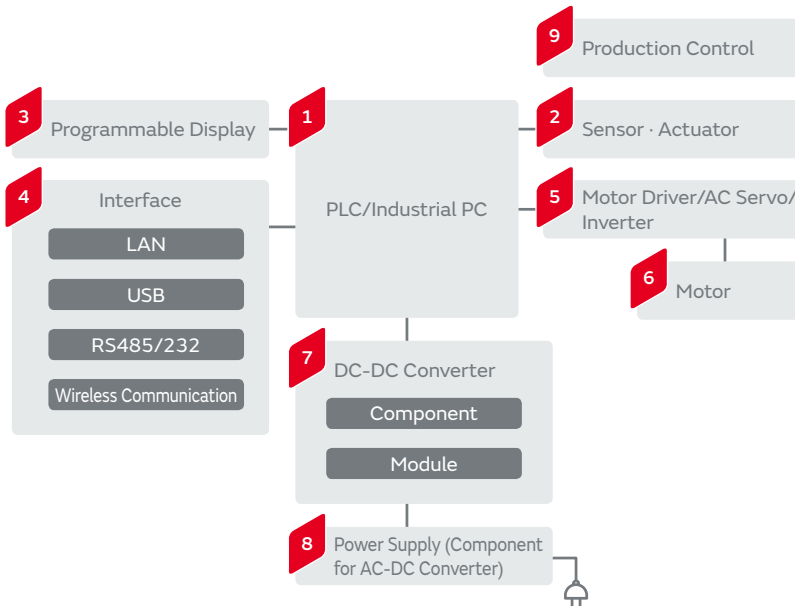 9
Production Control
3
Programmable Display
1
PLC/Industrial PC
2
Sensor · Actuator
4
Interface
LAN
USB
RS485/232
Wireless Communication
5
Motor Driver/AC Servo/
Inverter
6
Motor
7
DC-DC Converter
Component
Module
8
Power Supply (Component
for AC-DC Converter)